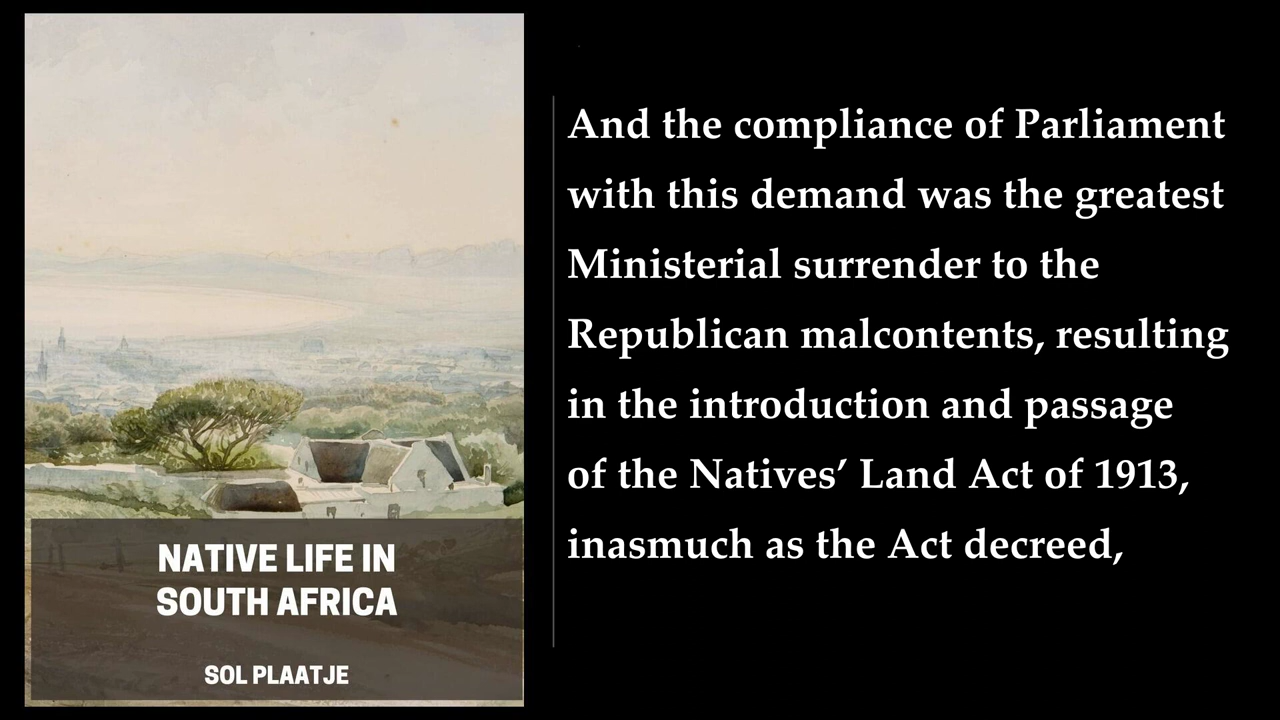 NATIVE LIFE IN
SOUTH AFRICA
SOL PLAATJE
And the compliance of Parliament
with this demand was the greatest
Ministerial surrender to the
Republican malcontents, resulting
in the introduction and passage
of the Natives’ Land Act of 1913,
inasmuch as the Act decreed,